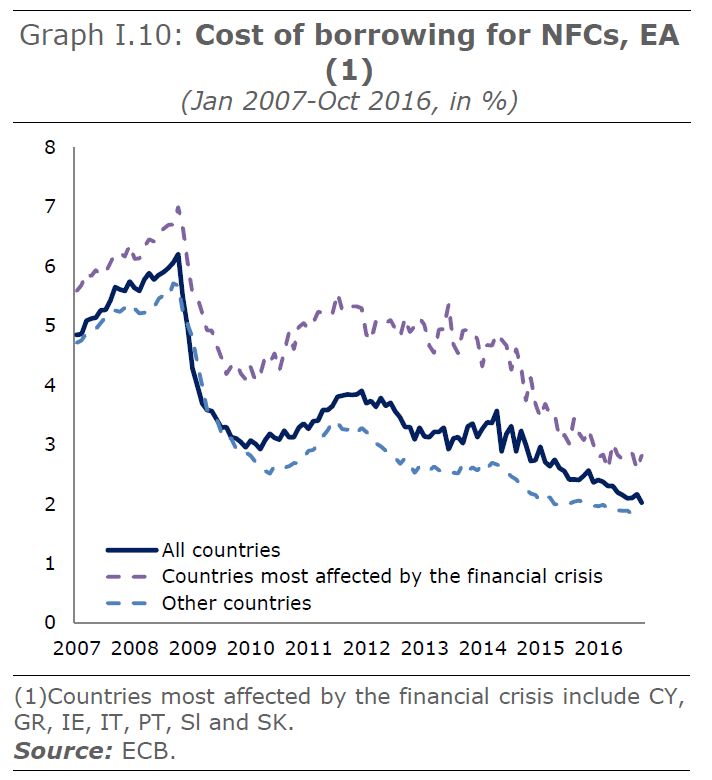 Graph I.10: Cost of borrowing for NFCs, EA
(1)
(Jan 2007-Oct 2016, in %)
8
7
6
5
4
3
2
1
0
All countries
Countries most affected by the financial crisis
Other countries
2007 2008 2009 2010 2011 2012 2013 2014 2015 2016
(1)Countries most affected by the financial crisis include CY,
GR, IE, IT, PT, Sl and SK.
Source: ECB.